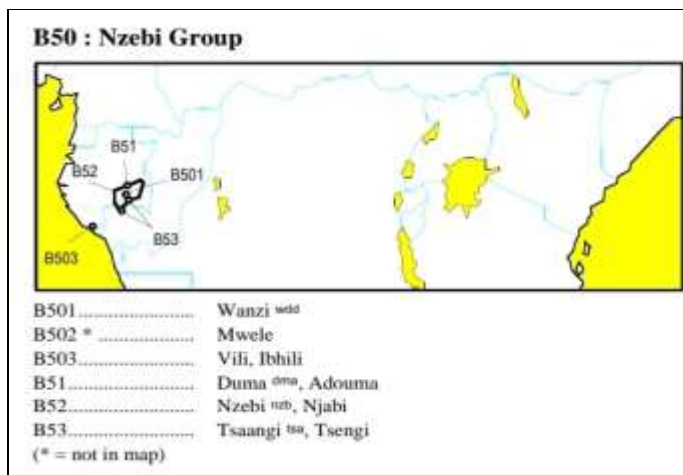 B50 : Nzebi Group
B51
B52
B501
B53
B503
B501.......................... Wanzi wdd
B502 * ...................... Mwele
B503.......................... Vili, Ibhili
B51............................ Duma dma, Adouma
B52............................ Nzebi nzb, Njabi
B53............................ Tsaangi tsa, Tsengi
(* = not in map)